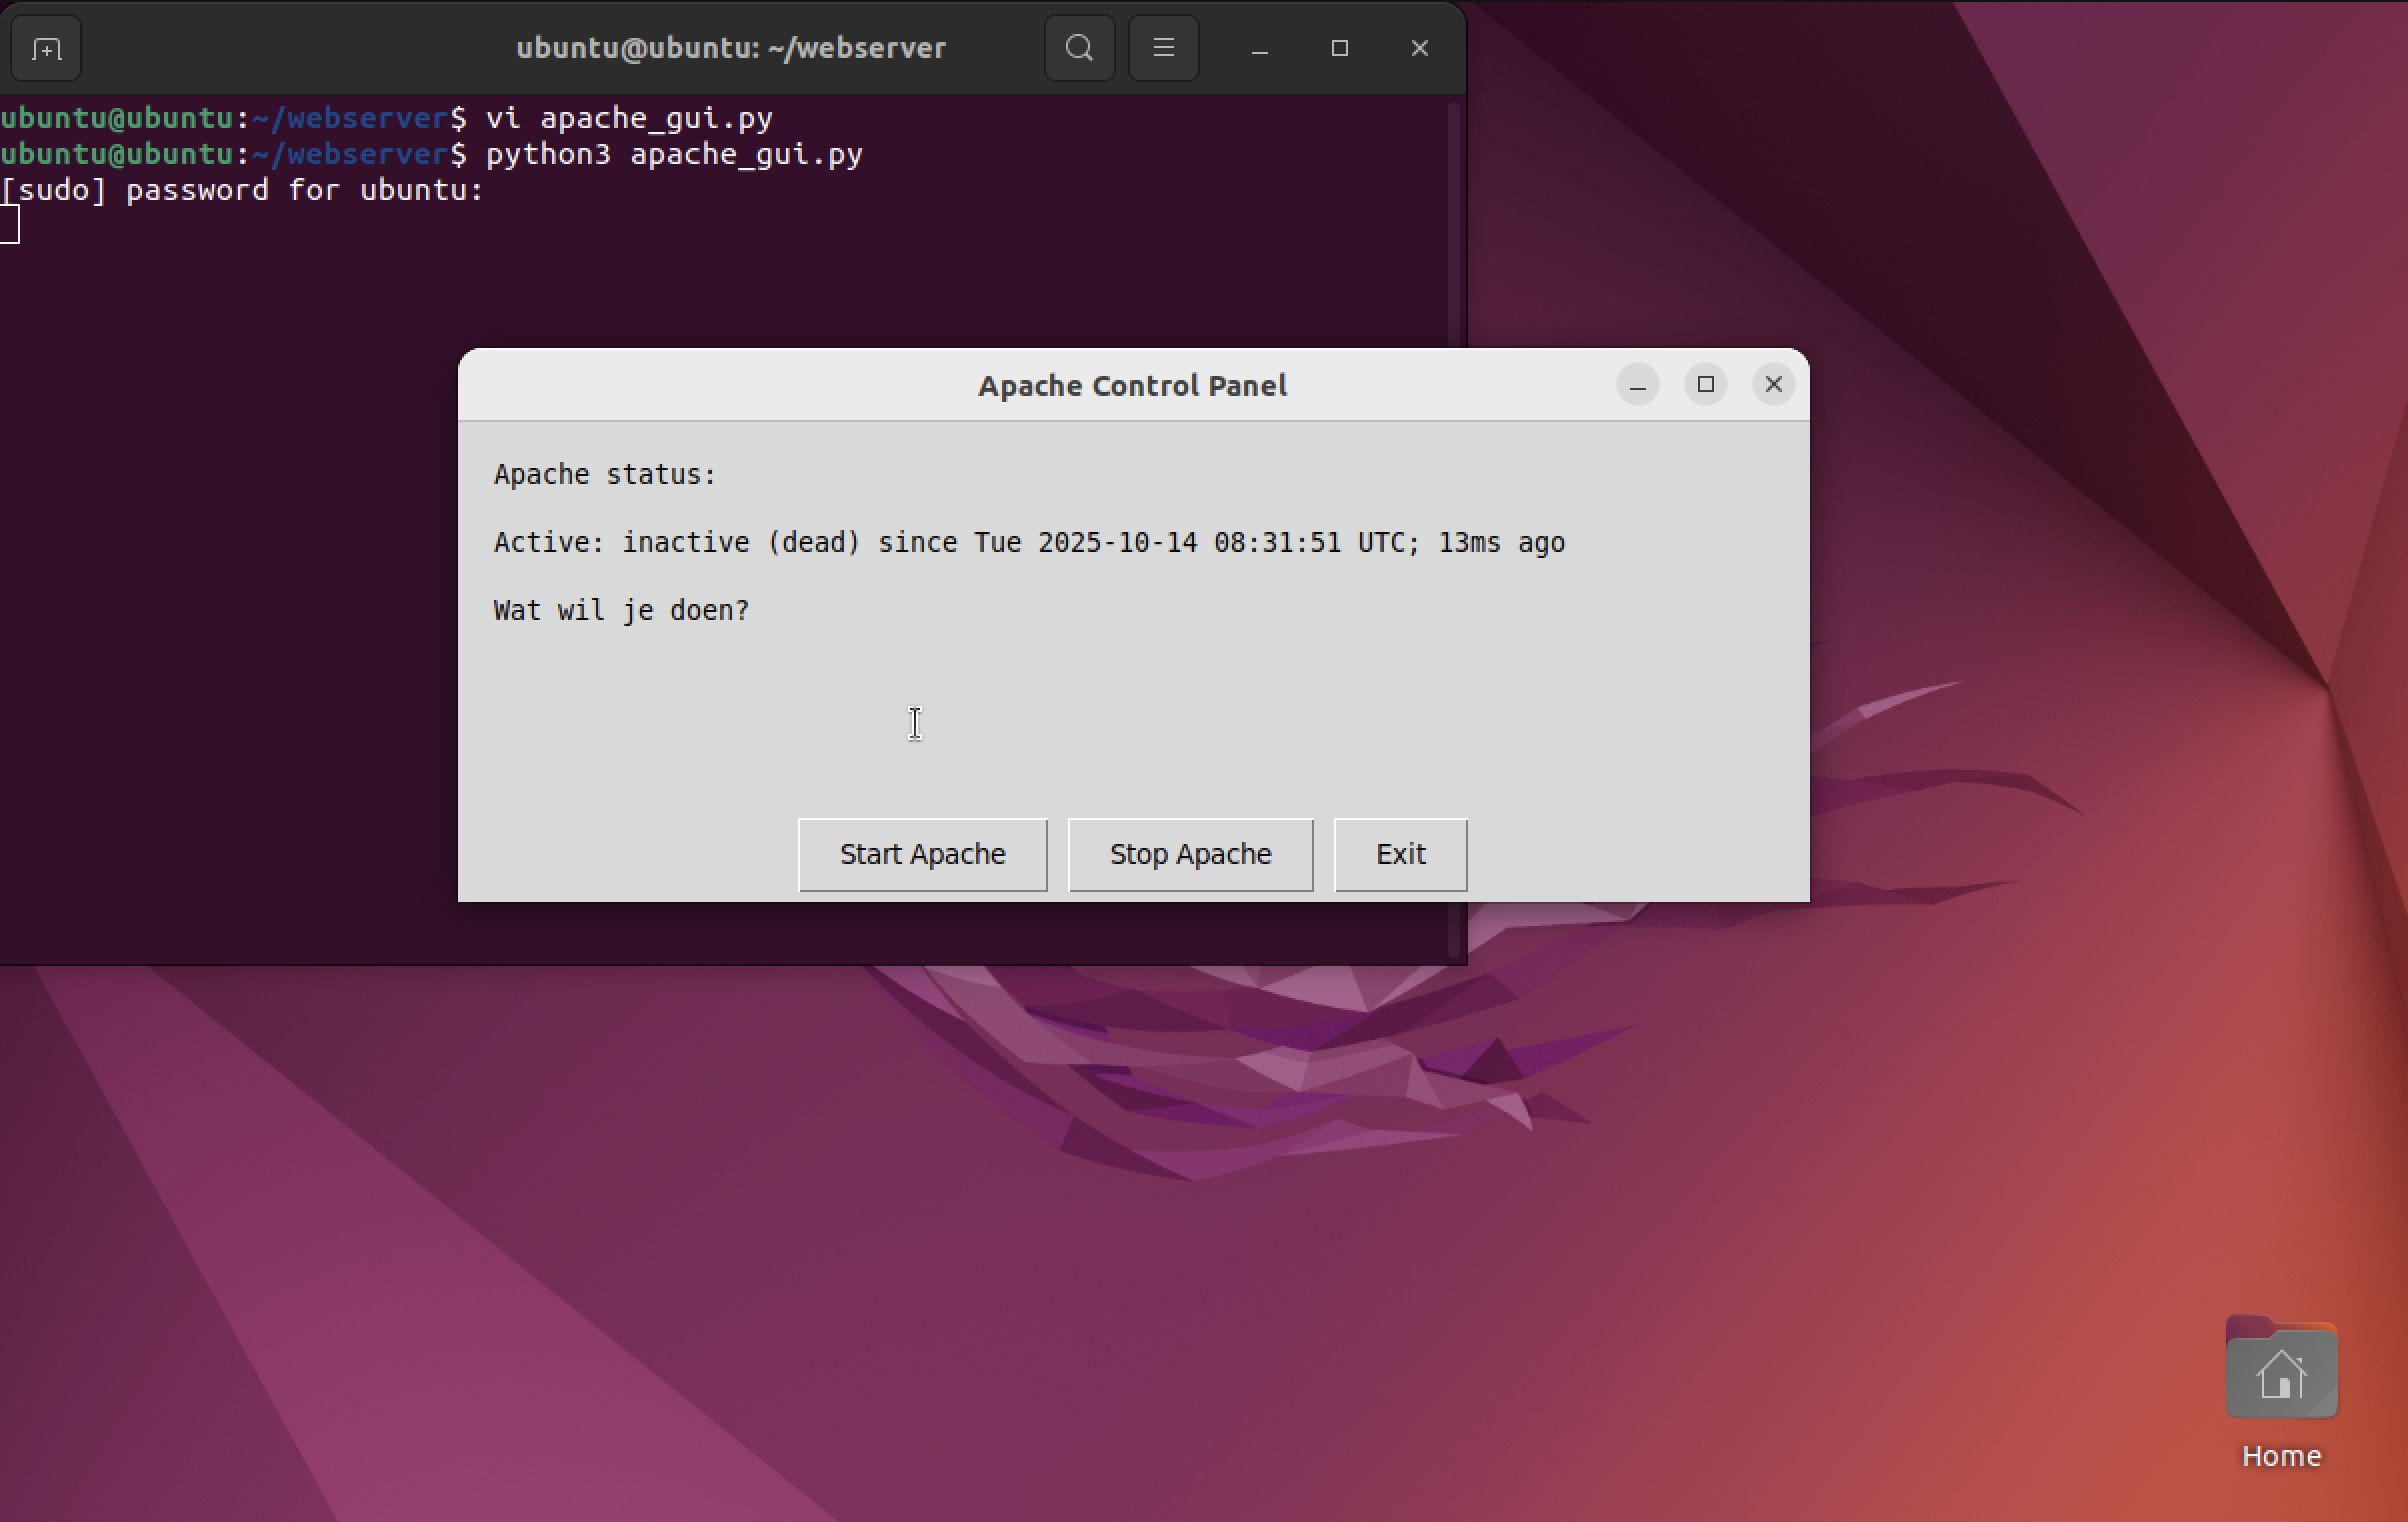 ubuntu@ubuntu: ~/webserver
ubuntu@ubuntu:~/webserver$ vi apache_gui.py
ubuntu@ubuntu:~/webserver$ python3 apache_gui.py
[sudo] password for ubuntu:
Apache Control Panel
Apache status:
Active: inactive (dead) since Tue 2025-10-14 08:31:51 UTC; 13ms ago
Wat wil je doen?
Start Apache Stop Apache Exit
Home